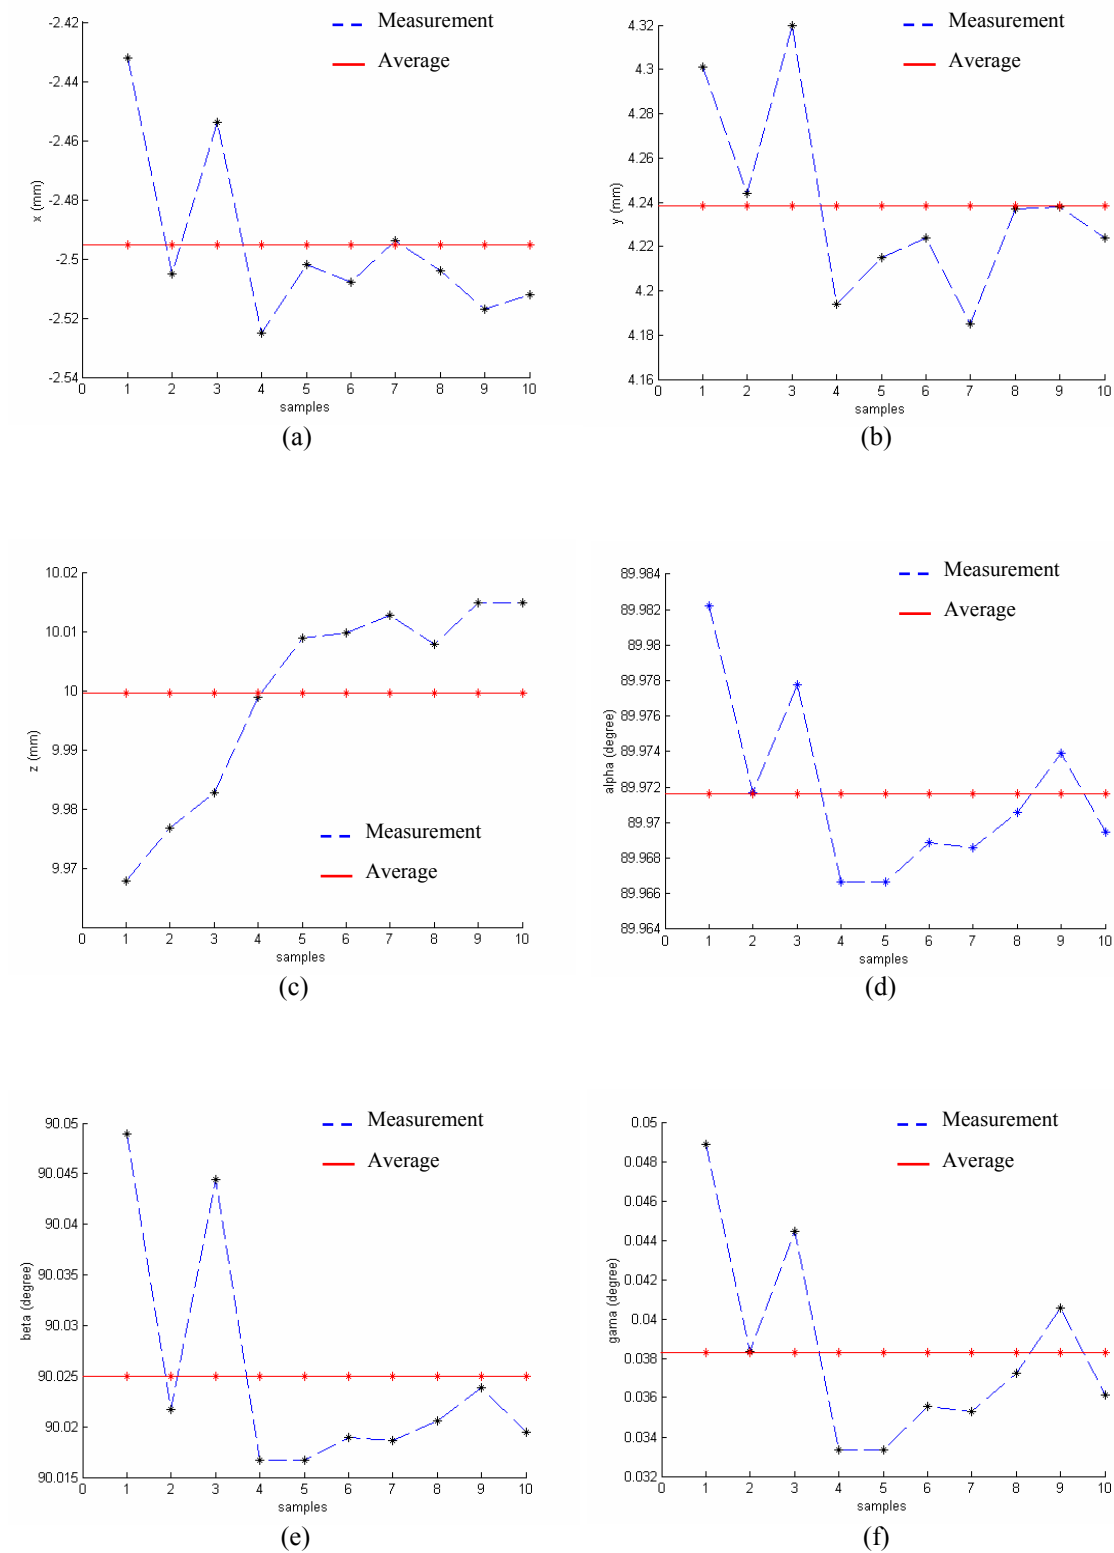 -2.42
-2.44
-2.46
-2.48
-2.5
-2.52
-2.54
x (mm)
0 1 2 3 4 5 6 7 8 9 10
samples
Measurement
Average
(a)
4.32
4.3
4.28
4.26
4.24
4.22
4.2
4.18
4.16
y (mm)
0 1 2 3 4 5 6 7 8 9 10
samples
Measurement
Average
(b)
10.02
10.01
10
9.99
9.98
9.97
z (mm)
0 1 2 3 4 5 6 7 8 9 10
samples
Measurement
Average
(c)
89.984
89.982
89.98
89.978
89.976
89.974
89.972
89.97
89.968
89.966
89.964
alpha (degree)
0 1 2 3 4 5 6 7 8 9 10
samples
Measurement
Average
(d)
90.05
90.045
90.04
90.035
90.03
90.025
90.02
90.015
beta (degree)
0 1 2 3 4 5 6 7 8 9 10
samples
Measurement
Average
(e)
0.05
0.048
0.046
0.044
0.042
0.04
0.038
0.036
0.034
0.032
gama (degree)
0 1 2 3 4 5 6 7 8 9 10
samples
Measurement
Average
(f)